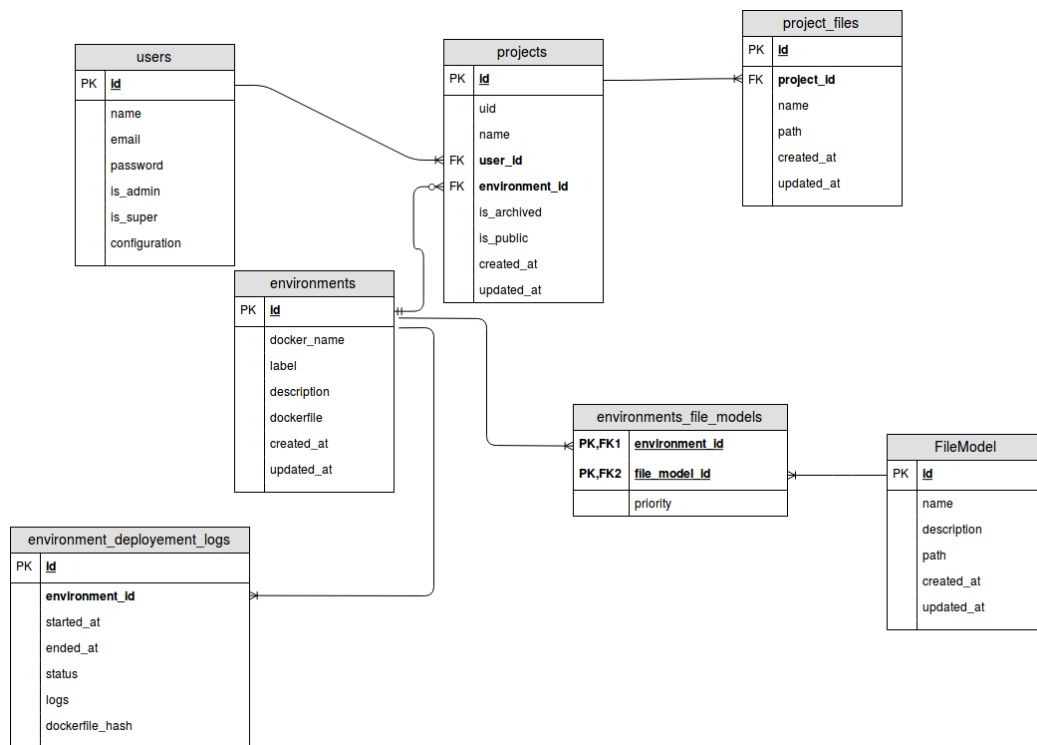 users
PK id
name
email
password
is_admin
is_super
configuration
projects
PK id
uid
name
FK user_id
FK environment_id
is_archived
is_public
created_at
updated_at
project_files
PK id
FK project_id
name
path
created_at
updated_at
environments
PK id
docker_name
label
description
dockerfile
created_at
updated_at
environments_file_models
PK,FK1 environment_id
PK,FK2 file_model_id
priority
FileModel
PK id
name
description
path
created_at
updated_at
environment_deployement_logs
PK id
environment_id
started_at
ended_at
status
logs
dockerfile_hash